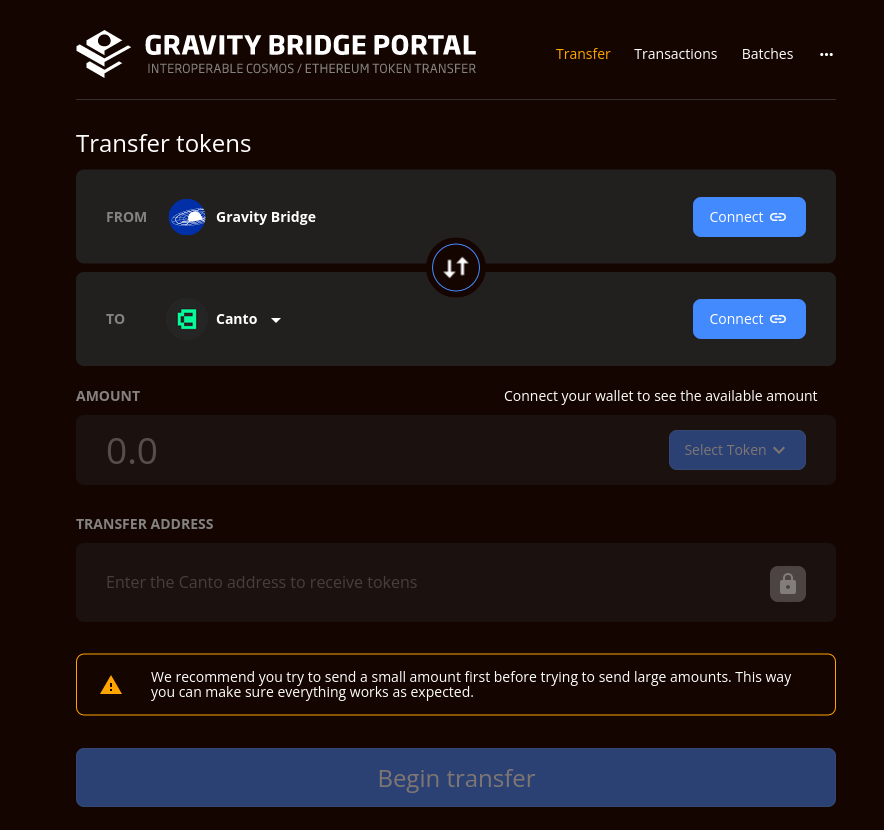 GRAVITY BRIDGE PORTAL
INTEROPERABLE COSMOS / ETHEREUM TOKEN TRANSFER
Transfer Transactions Batches •••
Transfer tokens
FROM Gravity Bridge Connect
TO Canto Connect
AMOUNT Connect your wallet to see the available amount
0.0 Select Token
TRANSFER ADDRESS
Enter the Canto address to receive tokens
We recommend you try to send a small amount first before trying to send large amounts. This way
you can make sure everything works as expected.
Begin transfer